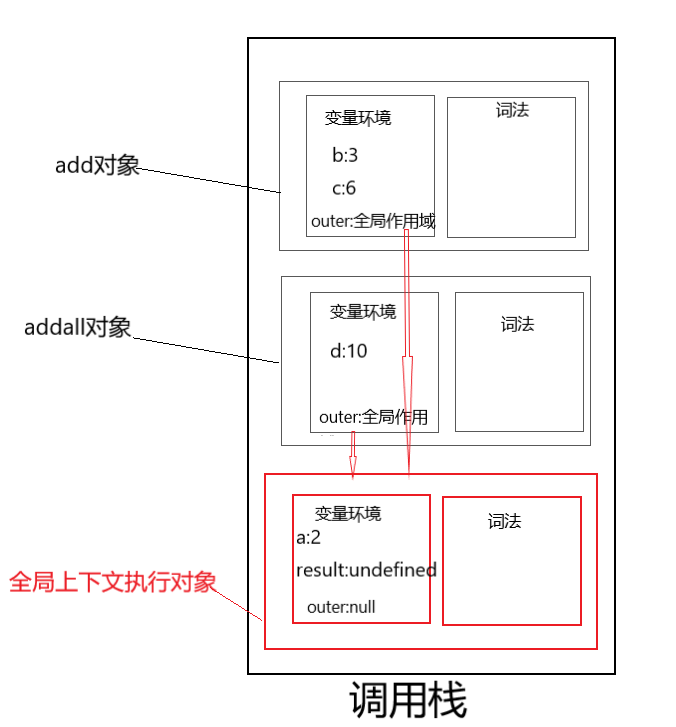 变量环境
词法
b:3
add对象
c:6
outer:全局作用域
变量环境
词法
addall对象
d:10
outer:全局作用
变量环境
词法
a:2
result:undefined
全局上下文执行对象
outer:null
调用栈